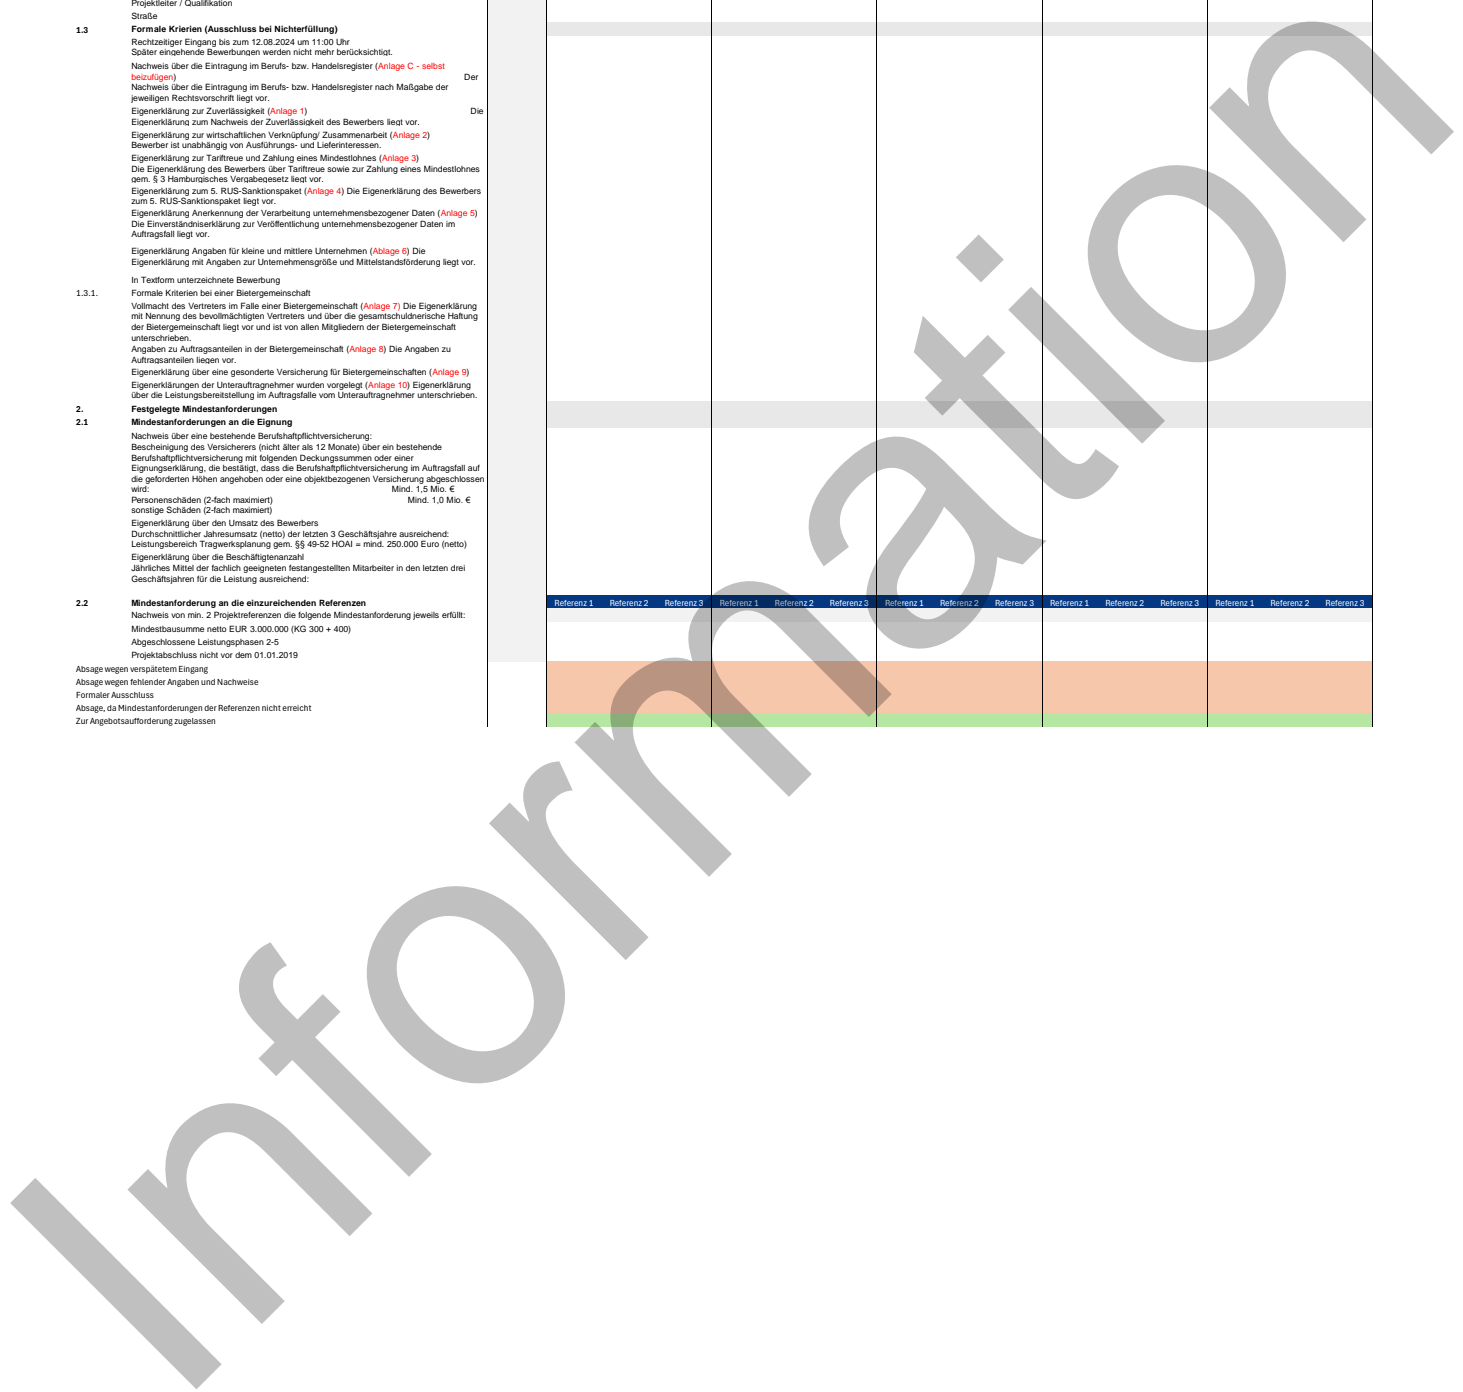 Projektleiter / Qualifikation
Straße
1.3 Formale Krierien (Ausschluss bei Nichterfüllung)
Rechtzeitiger Eingang bis zum 12.08.2024 um 11:00 Uhr
Später eingehende Bewerbungen werden nicht mehr berücksichtigt.
Nachweis über die Eintragung im Berufs- bzw. Handelsregister (Anlage C - selbst
beizufügen) Der
Nachweis über die Eintragung im Berufs- bzw. Handelsregister nach Maßgabe der
jeweiligen Rechtsvorschrift liegt vor.
Eigenerklärung zur Zuverlässigkeit (Anlage 1) Die
Eigenerklärung zum Nachweis der Zuverlässigkeit des Bewerbers liegt vor.
Eigenerklärung zur wirtschaftlichen Verknüpfung/ Zusammenarbeit (Anlage 2)
Bewerber ist unabhängig von Ausführungs- und Lieferinteressen.
Eigenerklärung zur Tariftreue und Zahlung eines Mindestlohnes (Anlage 3)
Die Eigenerklärung des Bewerbers über Tariftreue sowie zur Zahlung eines Mindestlohnes
gem. § 3 Hamburgisches Vergabegesetz liegt vor.
Eigenerklärung zum 5. RUS-Sanktionspaket (Anlage 4) Die Eigenerklärung des Bewerbers
zum 5. RUS-Sanktionspaket liegt vor.
Eigenerklärung Anerkennung der Verarbeitung unternehmensbezogener Daten (Anlage 5)
Die Einverständniserklärung zur Veröffentlichung unternehmensbezogener Daten im
Auftragsfall liegt vor.
Eigenerklärung Angaben für kleine und mittlere Unternehmen (Ablage 6) Die
Eigenerklärung mit Angaben zur Unternehmensgröße und Mittelstandsförderung liegt vor.
In Textform unterzeichnete Bewerbung
1.3.1. Formale Kriterien bei einer Bietergemeinschaft
Vollmacht des Vertreters im Falle einer Bietergemeinschaft (Anlage 7) Die Eigenerklärung
mit Nennung des bevollmächtigten Vertreters und über die gesamtschuldnerische Haftung
der Bietergemeinschaft liegt vor und ist von allen Mitgliedern der Bietergemeinschaft
unterschrieben.
Angaben zu Auftragsanteilen in der Bietergemeinschaft (Anlage 8) Die Angaben zu
Auftragsanteilen liegen vor.
Eigenerklärung über eine gesonderte Versicherung für Bietergemeinschaften (Anlage 9)
Eigenerklärungen der Unterauftragnehmer wurden vorgelegt (Anlage 10) Eigenerklärung
über die Leistungsbereitstellung im Auftragsfalle vom Unterauftragnehmer unterschrieben.
2. Festgelegte Mindestanforderungen
2.1 Mindestanforderungen an die Eignung
Nachweis über eine bestehende Berufshaftpflichtversicherung:
Bescheinigung des Versicherers (nicht älter als 12 Monate) über ein bestehende
Berufshaftpflichtversicherung mit folgenden Deckungssummen oder einer
Eignungserklärung, die bestätigt, dass die Berufshaftpflichtversicherung im Auftragsfall auf
die geforderten Höhen angehoben oder eine objektbezogenen Versicherung abgeschlossen
wird: Mind. 1,5 Mio. €
Personenschäden (2-fach maximiert) Mind. 1,0 Mio. €
sonstige Schäden (2-fach maximiert)
Eigenerklärung über den Umsatz des Bewerbers
Durchschnittlicher Jahresumsatz (netto) der letzten 3 Geschäftsjahre ausreichend:
Leistungsbereich Tragwerksplanung gem. §§ 49-52 HOAI = mind. 250.000 Euro (netto)
Eigenerklärung über die Beschäftigtenanzahl
Jährliches Mittel der fachlich geeigneten festangestellten Mitarbeiter in den letzten drei
Geschäftsjahren für die Leistung ausreichend:
2.2 Mindestanforderung an die einzureichenden Referenzen Referenz 1 Referenz 2 Referenz 3 Referenz 1 Referenz 2 Referenz 3 Referenz 1 Referenz 2 Referenz 3 Referenz 1 Referenz 2 Referenz 3 Referenz 1 Referenz 2 Referenz 3
Nachweis von min. 2 Projektreferenzen die folgende Mindestanforderung jeweils erfüllt:
Mindestbausumme netto EUR 3.000.000 (KG 300 + 400)
Abgeschlossene Leistungsphasen 2-5
Projektabschluss nicht vor dem 01.01.2019
Absage wegen verspätetem Eingang
Absage wegen fehlender Angaben und Nachweise
Formaler Ausschluss
Absage, da Mindestanforderungen der Referenzen nicht erreicht
Zur Angebotsaufforderung zugelassen
Information